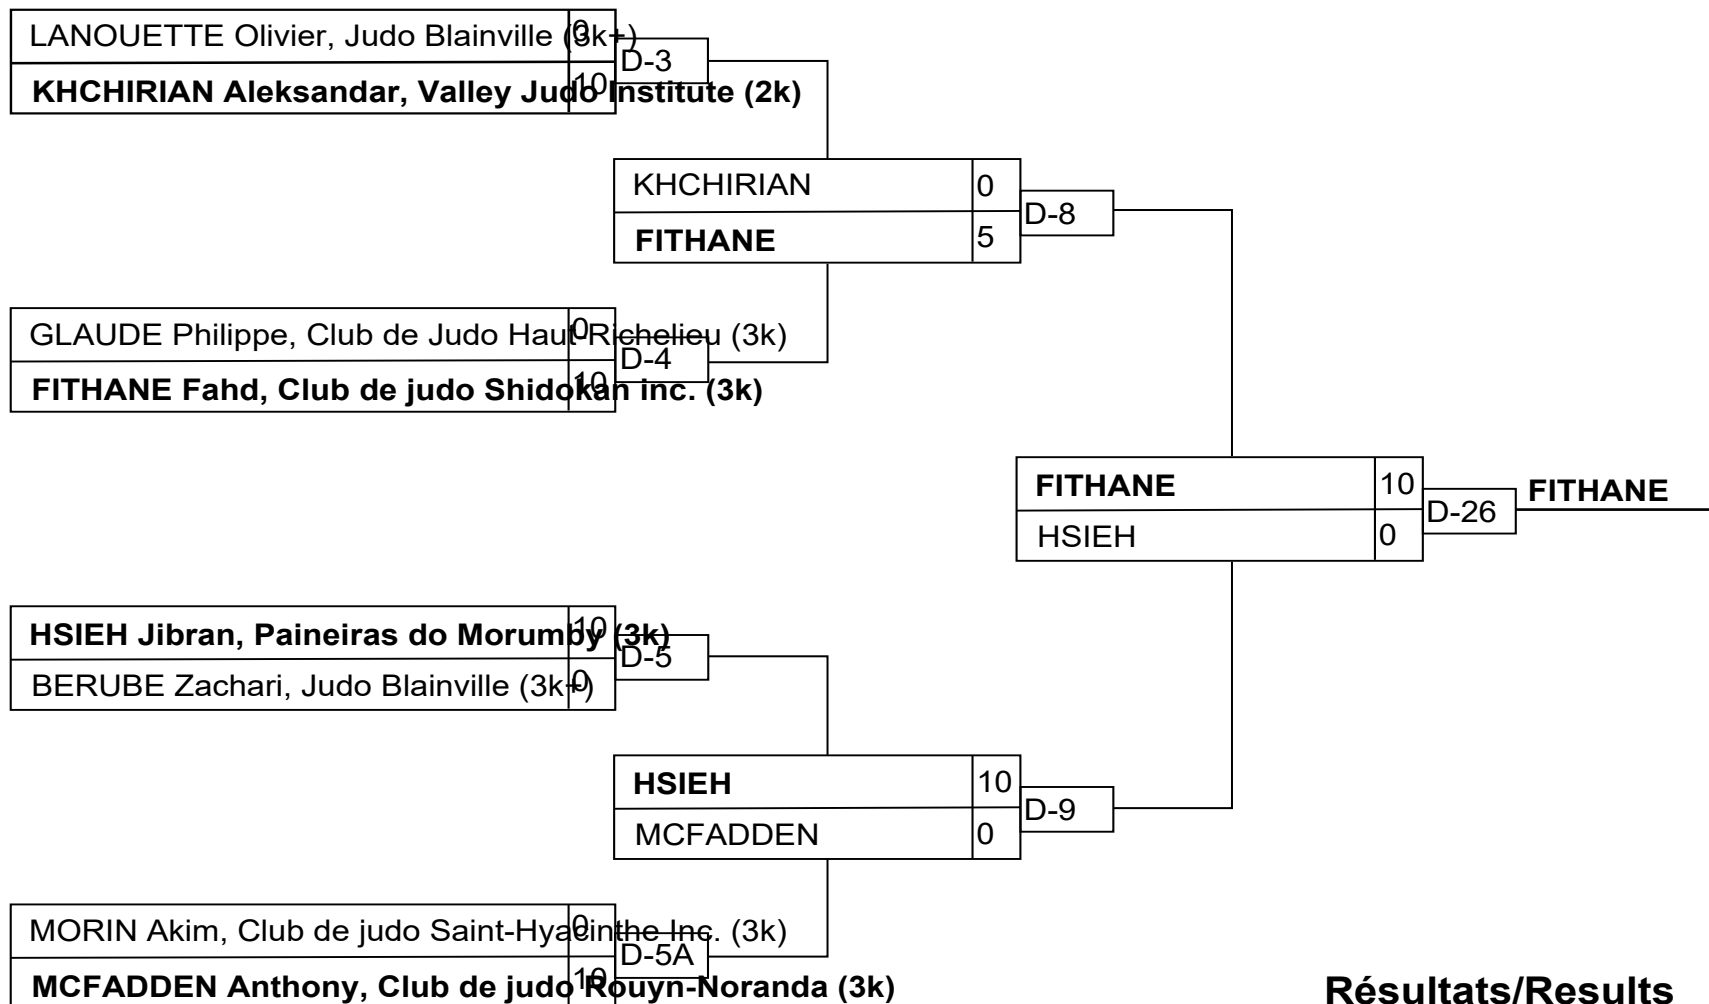 LANOUETTE Olivier, Judo Blainville (3k+) 0
D-3
KHCHIRIAN Aleksandar, Valley Judo Institute (2k) 10
KHCHIRIAN 0
D-8
FITHANE 5
GLAUDE Philippe, Club de Judo Haut-Richelieu (3k) 0
D-4
FITHANE Fahd, Club de judo Shidokan inc. (3k) 10
FITHANE 10
D-26 FITHANE
HSIEH 0
HSIEH Jibran, Paineiras do Morumby (3k) 10
D-5
BERUBE Zachari, Judo Blainville (3k+) 0
HSIEH 10
D-9
MCFADDEN 0
MORIN Akim, Club de judo Saint-Hyacinthe Inc. (3k) 0
D-5A
MCFADDEN Anthony, Club de judo Rouyn-Noranda (3k) 10
Résultats/Results